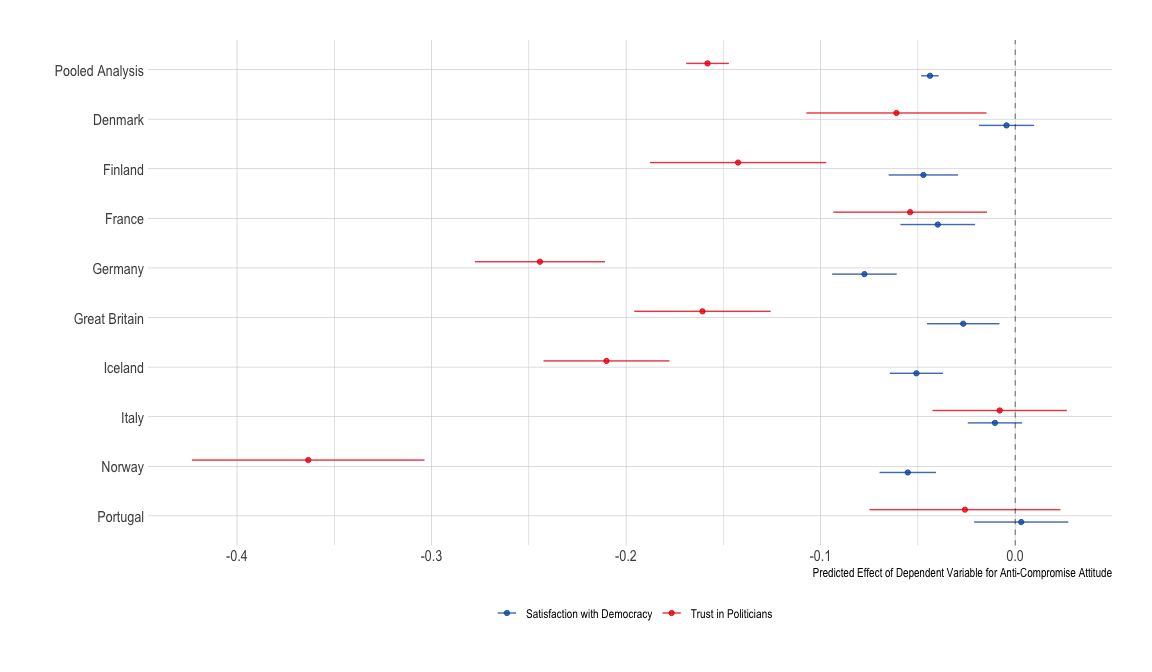 Pooled Analysis
Denmark
Finland
France
Germany
Great Britain
Iceland
Italy
Norway
Portugal
-0.4 -0.3 -0.2 -0.1 0.0
Predicted Effect of Dependent Variable for Anti-Compromise Attitude
Satisfaction with Democracy Trust in Politicians